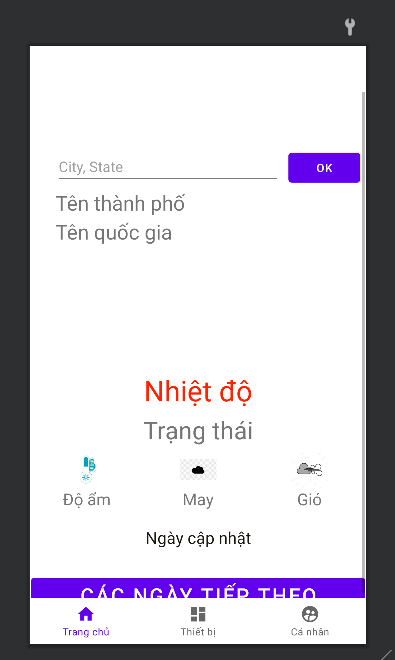 City, State
OK
Tên thành phố
Tên quốc gia
Nhiệt độ
Trạng thái
Độ ẩm
May
Gió
Ngày cập nhật
CÁC NGÀY TIẾP THEO
Trang chủ
Thiết bị
Cá nhân